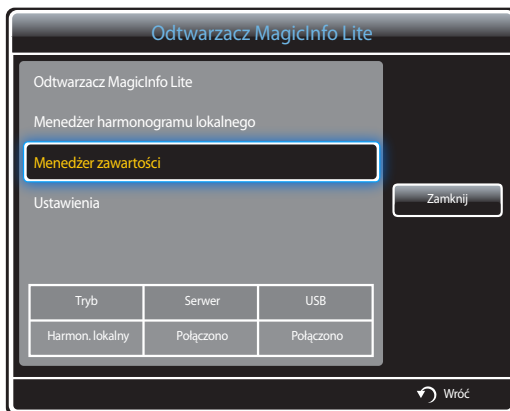 Odtwarzacz MagicInfo Lite
Odtwarzacz MagicInfo Lite
Menedżer harmonogramu lokalnego
Menedżer zawartości
Ustawienia
Zamknij
Tryb Serwer USB
Harmon. lokalny Połączono Połączono
Wróć